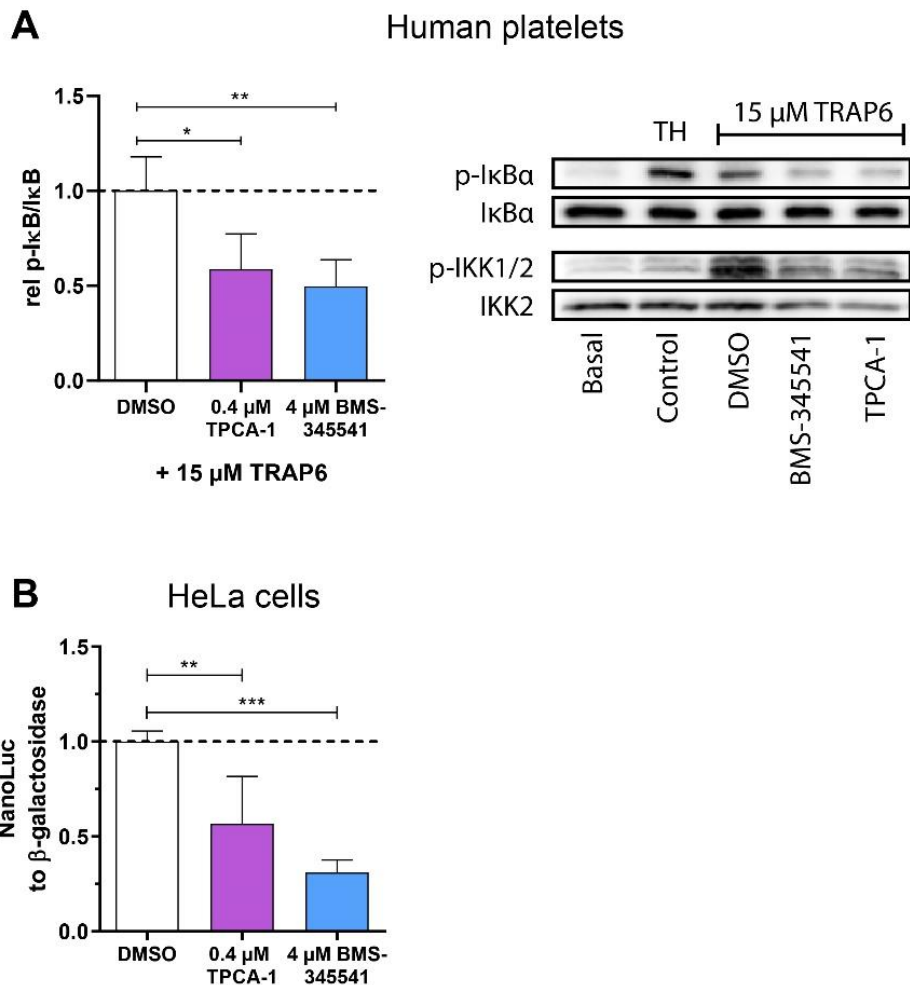 A
Human platelets
1.5
1.0
0.5
0.0
rel p-IκB/IκB
**
*
DMSO
0.4 μM
TPCA-1
4 μM BMS-
345541
+ 15 μM TRAP6
TH
15 μM TRAP6
p-IκBα
IκBα
p-IKK1/2
IKK2
Basal
Control
DMSO
BMS-345541
TPCA-1
B
HeLa cells
1.5
1.0
0.5
0.0
NanoLuc
to β-galactosidase
**
***
DMSO
0.4 μM
TPCA-1
4 μM BMS-
345541